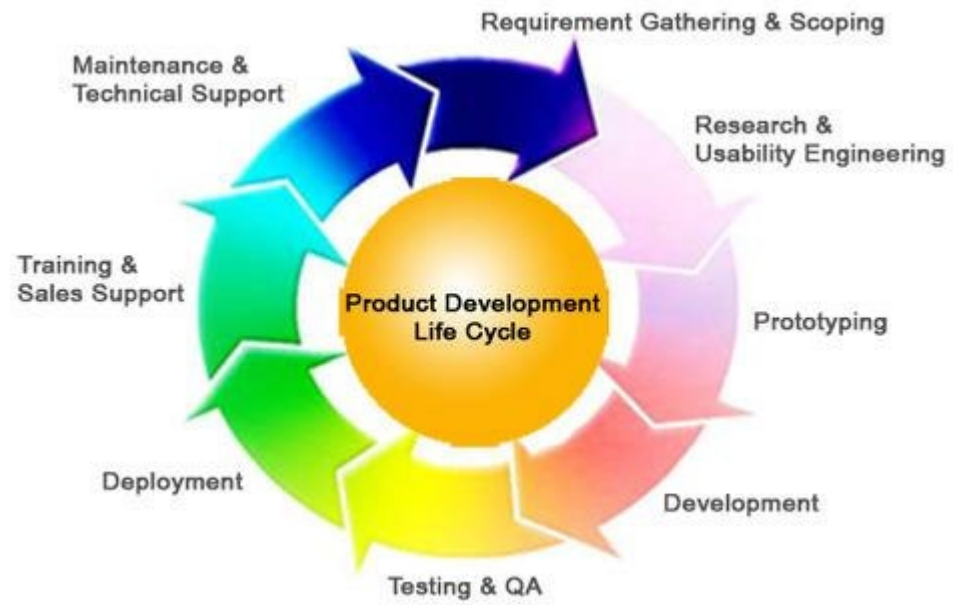 Requirement Gathering & Scoping
Research &
Usability Engineering
Prototyping
Development
Testing & QA
Deployment
Training &
Sales Support
Maintenance &
Technical Support
Product Development
Life Cycle